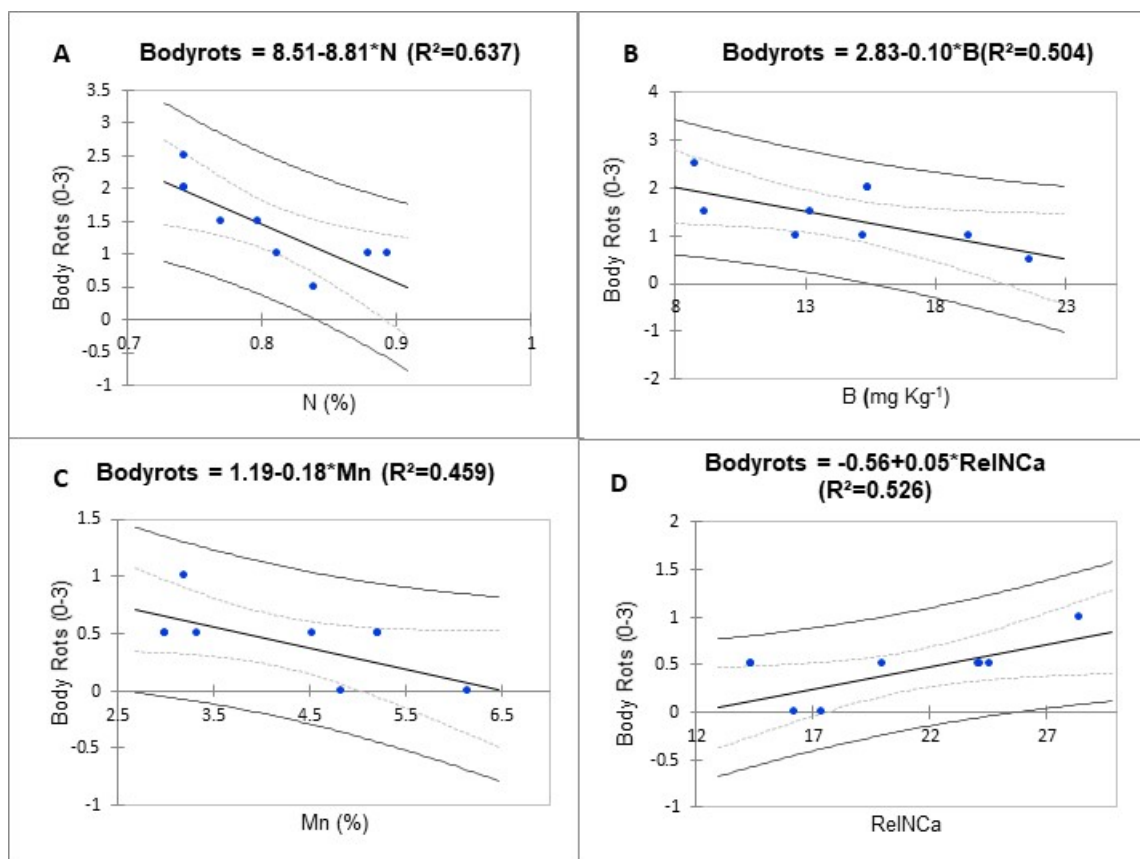 A
Bodyrots = 8.51-8.81*N (R²=0.637)
3.5
3
2.5
2
1.5
1
0.5
0
-0.5
-1
0.7
0.8
0.9
1
Body Rots (0-3)
N (%)
B
Bodyrots = 2.83-0.10*B(R²=0.504)
4
3
2
1
0
-1
-2
8
13
18
23
Body Rots (0-3)
B (mg Kg⁻¹)
C
Bodyrots = 1.19-0.18*Mn (R²=0.459)
1.5
1
0.5
0
-0.5
-1
2.5
3.5
4.5
5.5
6.5
Body Rots (0-3)
Mn (%)
D
Bodyrots = -0.56+0.05*RelNCa
(R²=0.526)
2
1.5
1
0.5
0
-0.5
-1
12
17
22
27
Body Rots (0-3)
RelNCa